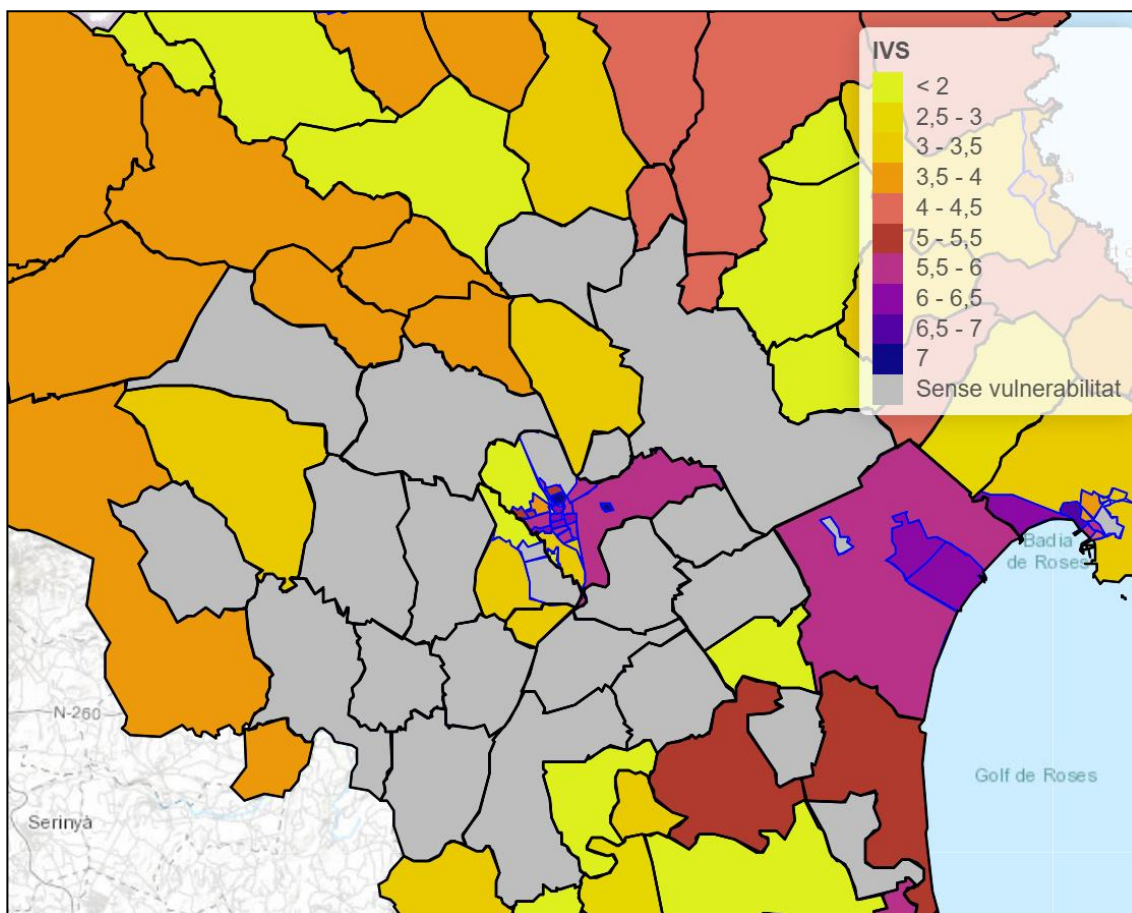 IVS
< 2
2,5 - 3
3 - 3,5
3,5 - 4
4 - 4,5
5 - 5,5
5,5 - 6
6 - 6,5
6,5 - 7
7
Sense vulnerabilitat
Badia
de Roses
N-260
Golf de Roses
Serinyà